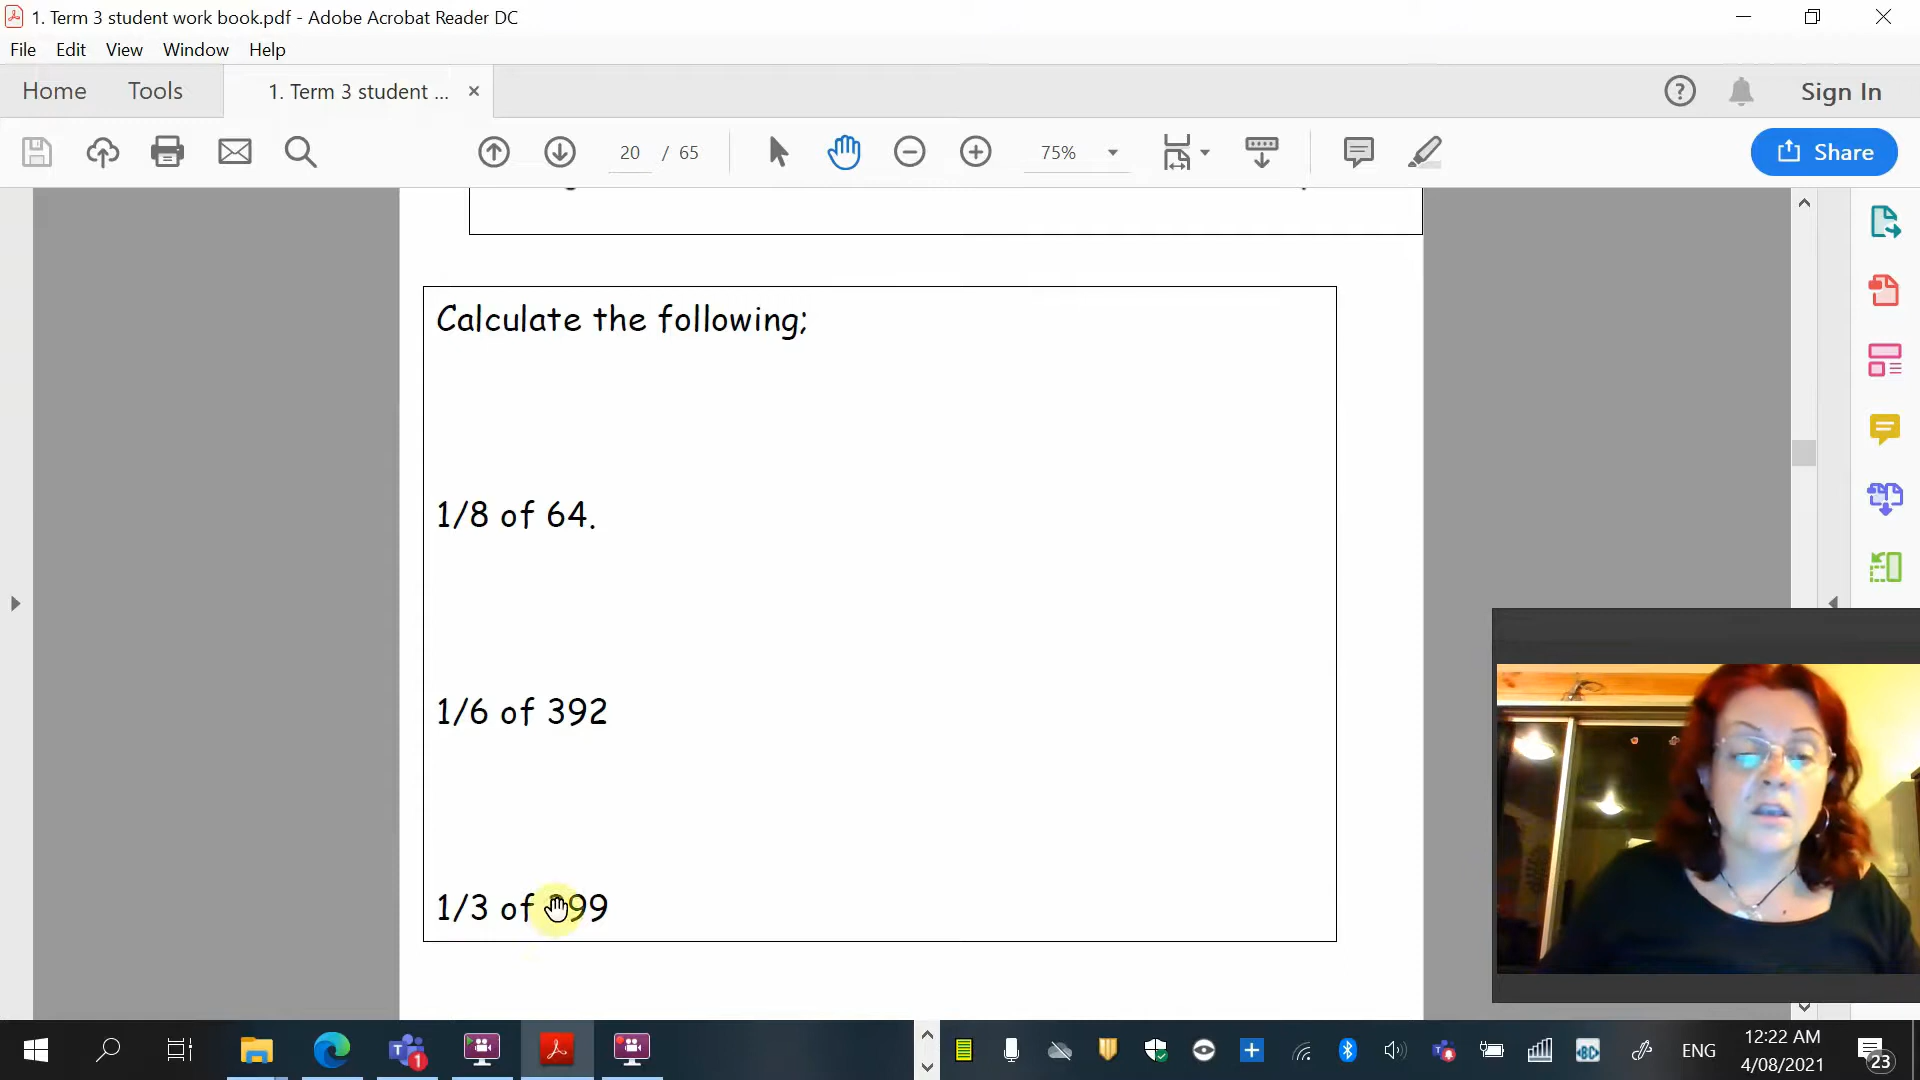 1. Term 3 student work book.pdf - Adobe Acrobat Reader DC
File Edit View Window Help
Home Tools 1. Term 3 student ... Sign In
20 / 65 75% Share
Calculate the following;
1/8 of 64.
1/6 of 392
1/3 of 99
12:22 AM
ENG
4/08/2021
1
23